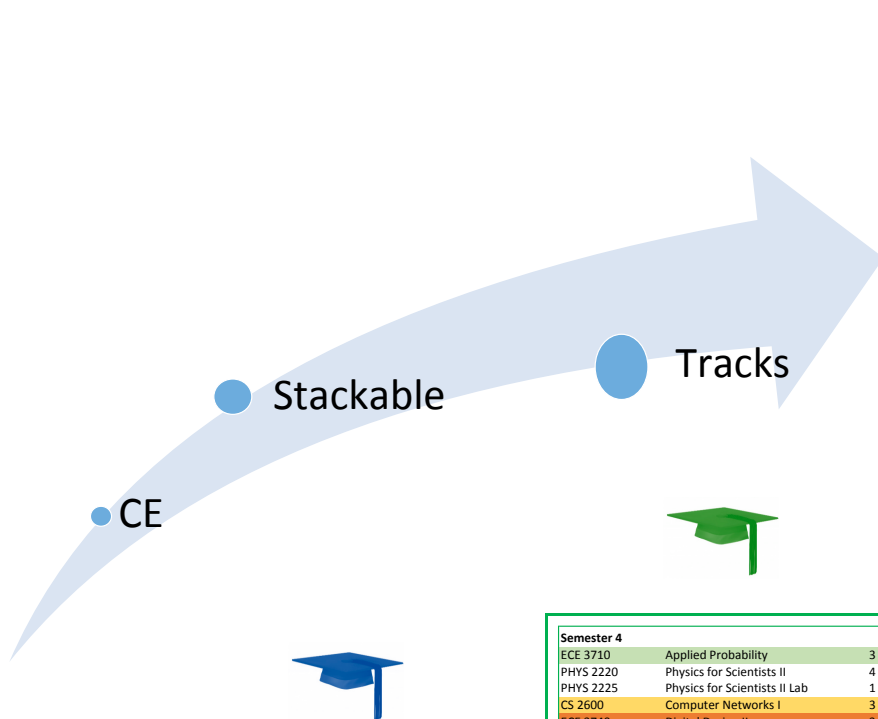 Tracks
Stackable
CE
Semester 4
ECE 3710 Applied Probability 3
PHYS 2220 Physics for Scientists II 4
PHYS 2225 Physics for Scientists II Lab 1
CS 2600 Computer Networks I 3